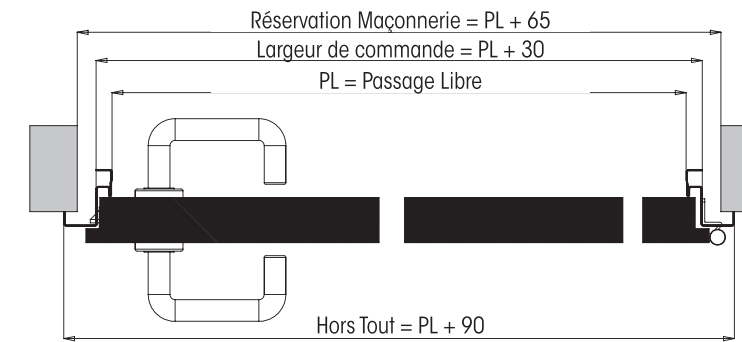 Réservation Maçonnerie = PL + 65
Largeur de commande = PL + 30
PL = Passage Libre
Hors Tout = PL + 90